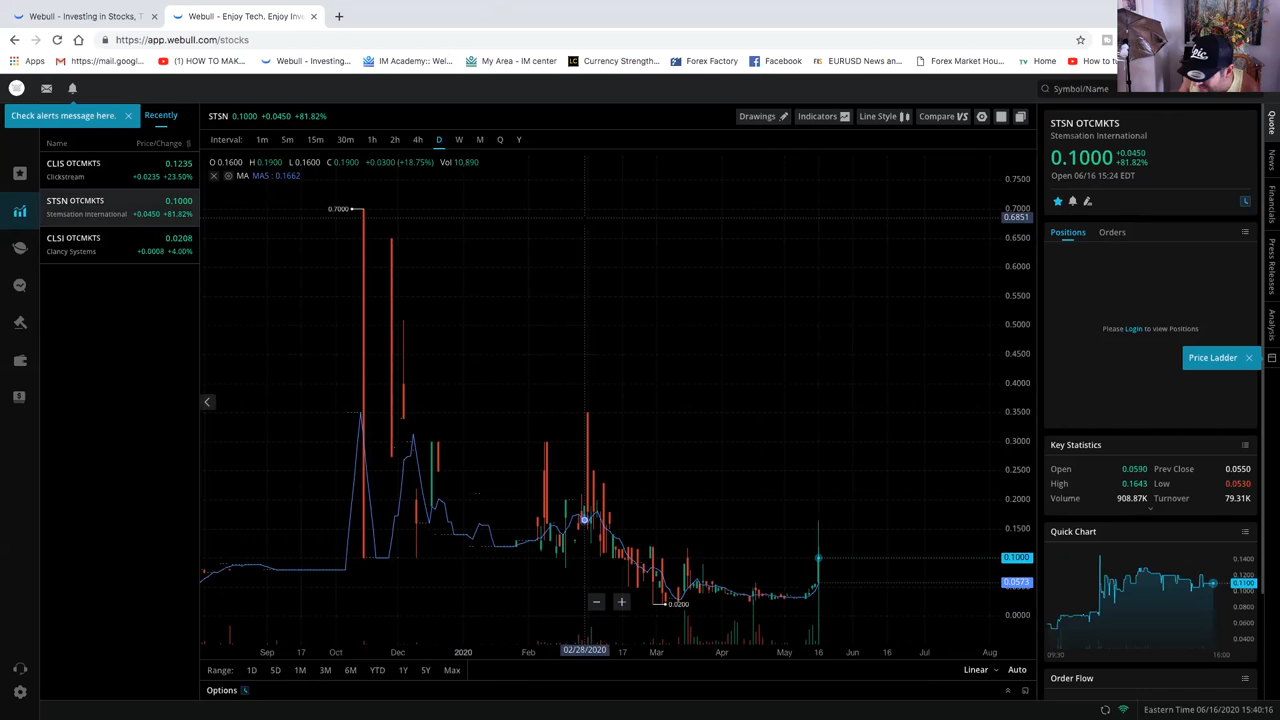 Webull - Investing in Stocks, T
Webull - Enjoy Tech. Enjoy Inve
https://app.webull.com/stocks
Apps
https://mail.googl...
(1) HOW TO MAK...
Webull - Investing...
IM Academy:: Wel...
My Area - IM center
Currency Strength...
Forex Factory
Facebook
EURUSD News an...
Forex Market Hou...
Home
How to tu
epic
Symbol/Name
Check alerts message here.
Recently
STSN 0.1000 +0.0450 +81.82%
Drawings
Indicators
Line Style
Compare VS
Name Price/Change
Interval: 1m 5m 15m 30m 1h 2h 4h D W M Q Y
CLIS OTCMKTS 0.1235
Clickstream +0.0235 +23.50%
STSN OTCMKTS 0.1000
Stemsation International +0.0450 +81.82%
CLSI OTCMKTS 0.0208
Clancy Systems +0.0008 +4.00%
O 0.1600 H 0.1900 L 0.1600 C 0.1900 +0.0300 (+18.75%) Vol 10,890
MA MA5 : 0.1662
0.7500
0.7000
0.7000
0.6851
0.6500
0.6000
0.5500
0.5000
0.4500
0.4000
0.3500
0.3000
0.2500
0.2000
0.1500
0.1000
0.0573
0.0200
0.0000
Sep 17 Oct Dec 2020 Feb 02/28/2020 17 Mar Apr May 16 Jun Jul Aug
Range: 1D 5D 1M 3M 6M YTD 1Y 5Y Max
Linear Auto
Options
STSN OTCMKTS
Stemsation International
0.1000 +0.0450
+81.82%
Open 06/16 15:24 EDT
Positions Orders
Please Login to view Positions
Price Ladder
Key Statistics
Open 0.0590 Prev Close 0.0550
High 0.1643 Low 0.0530
Volume 908.87K Turnover 79.31K
Quick Chart
0.1400
0.1200
0.1100
0.1000
0.0800
0.0600
0.0400
09:30 16:00
Order Flow
Quote
News
Financials
Press Releases
Analysis
Eastern Time 06/16/2020 15:40:16